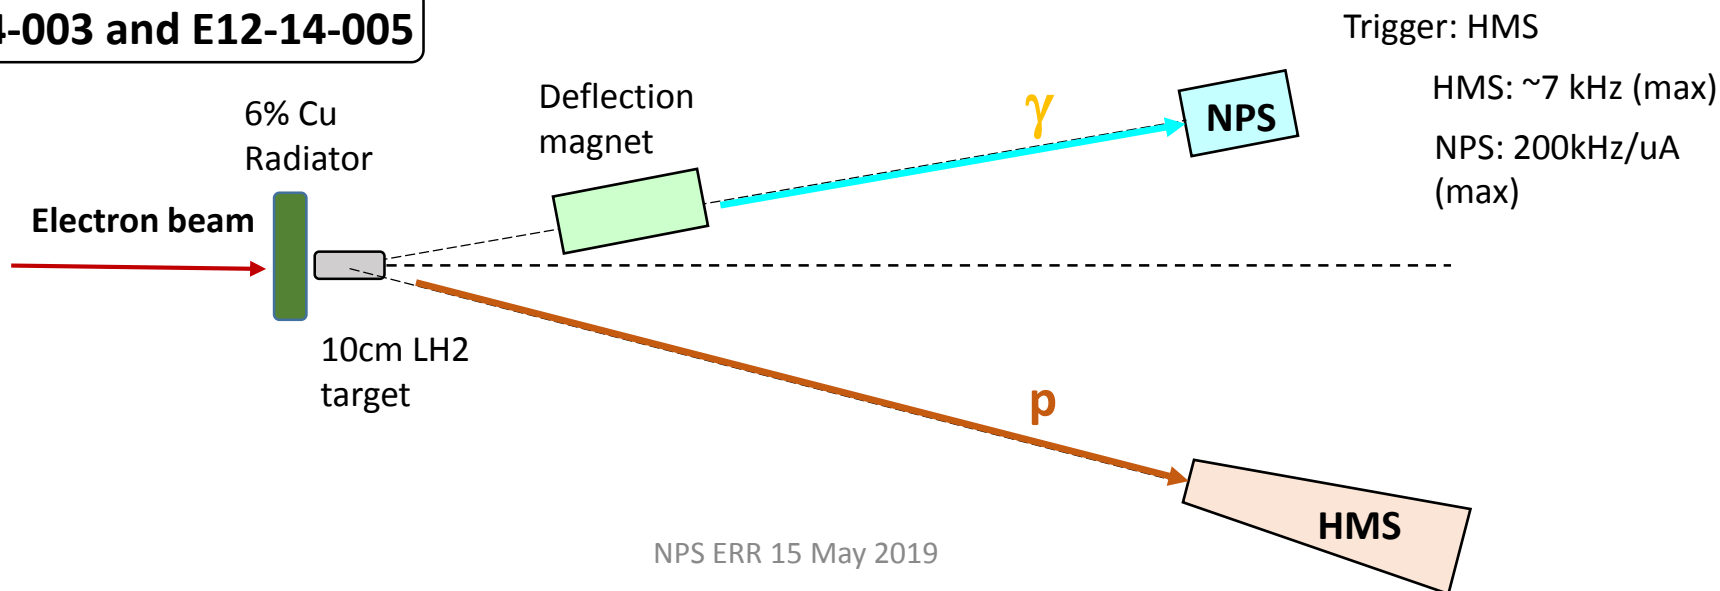 4-003 and E12-14-005
Trigger: HMS
HMS: ~7 kHz (max)
NPS: 200kHz/uA
(max)
6% Cu
Radiator
Deflection
magnet
γ
NPS
Electron beam
10cm LH2
target
p
HMS
NPS ERR 15 May 2019